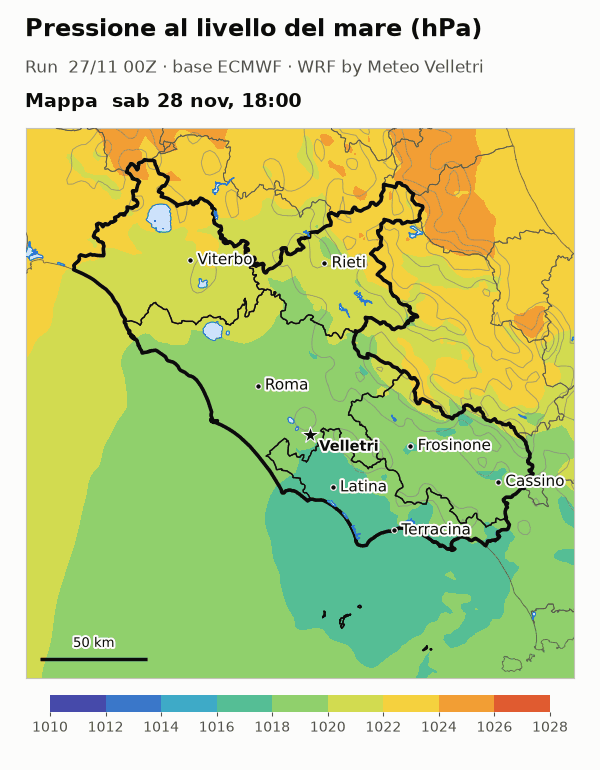 Pressione al livello del mare (hPa)
Run  27/11 00Z · base ECMWF · WRF by Meteo Velletri
Mappa  sab 28 nov, 18:00
Viterbo
Rieti
Roma
Velletri
Frosinone
Cassino
Latina
Terracina
50 km
1010 1012 1014 1016 1018 1020 1022 1024 1026 1028